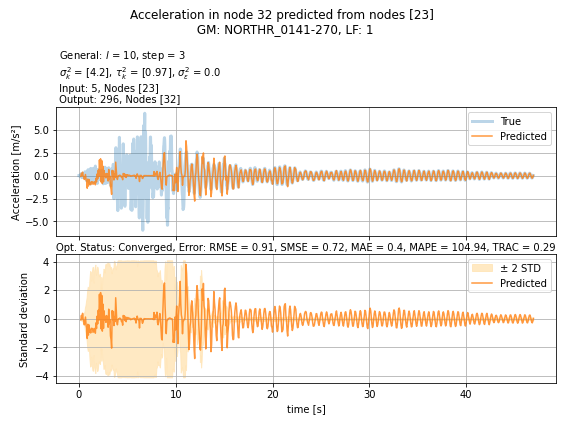 Acceleration in node 32 predicted from nodes [23]
GM: NORTHR_0141-270, LF: 1
General: l = 10, step = 3
σ²ₖ = [4.2], τ²ₖ = [0.97], σ²ε = 0.0
Input: 5, Nodes [23]
Output: 296, Nodes [32]
Acceleration [m/s²]
5.0
2.5
0.0
−2.5
−5.0
True
Predicted
Opt. Status: Converged, Error: RMSE = 0.91, SMSE = 0.72, MAE = 0.4, MAPE = 104.94, TRAC = 0.29
Standard deviation
4
2
0
−2
−4
± 2 STD
Predicted
0
10
20
30
40
time [s]